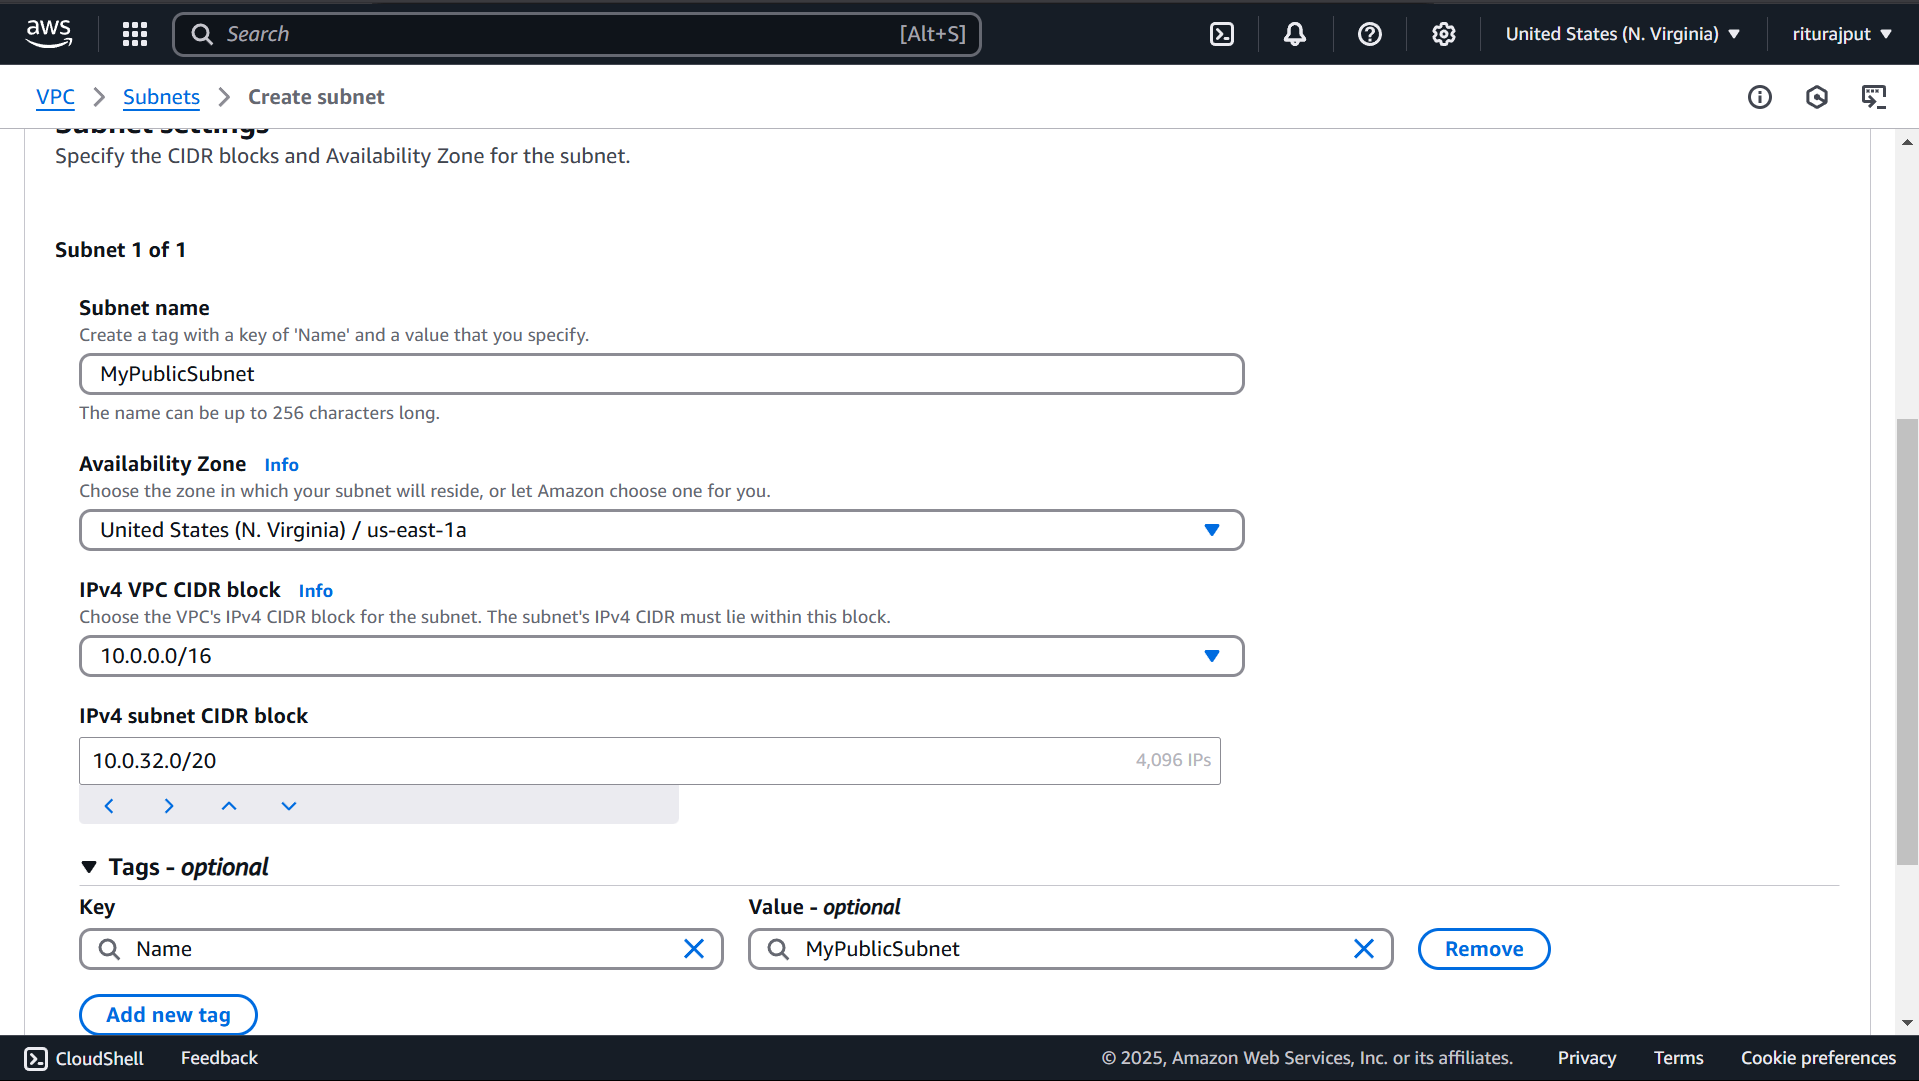 aws
Search [Alt+S]
United States (N. Virginia) riturajput
VPC Subnets Create subnet
Subnet settings
Specify the CIDR blocks and Availability Zone for the subnet.
Subnet 1 of 1
Subnet name
Create a tag with a key of 'Name' and a value that you specify.
MyPublicSubnet
The name can be up to 256 characters long.
Availability Zone Info
Choose the zone in which your subnet will reside, or let Amazon choose one for you.
United States (N. Virginia) / us-east-1a
IPv4 VPC CIDR block Info
Choose the VPC's IPv4 CIDR block for the subnet. The subnet's IPv4 CIDR must lie within this block.
10.0.0.0/16
IPv4 subnet CIDR block
10.0.32.0/20 4,096 IPs
Tags - optional
Key Value - optional
Name MyPublicSubnet Remove
Add new tag
CloudShell Feedback © 2025, Amazon Web Services, Inc. or its affiliates. Privacy Terms Cookie preferences